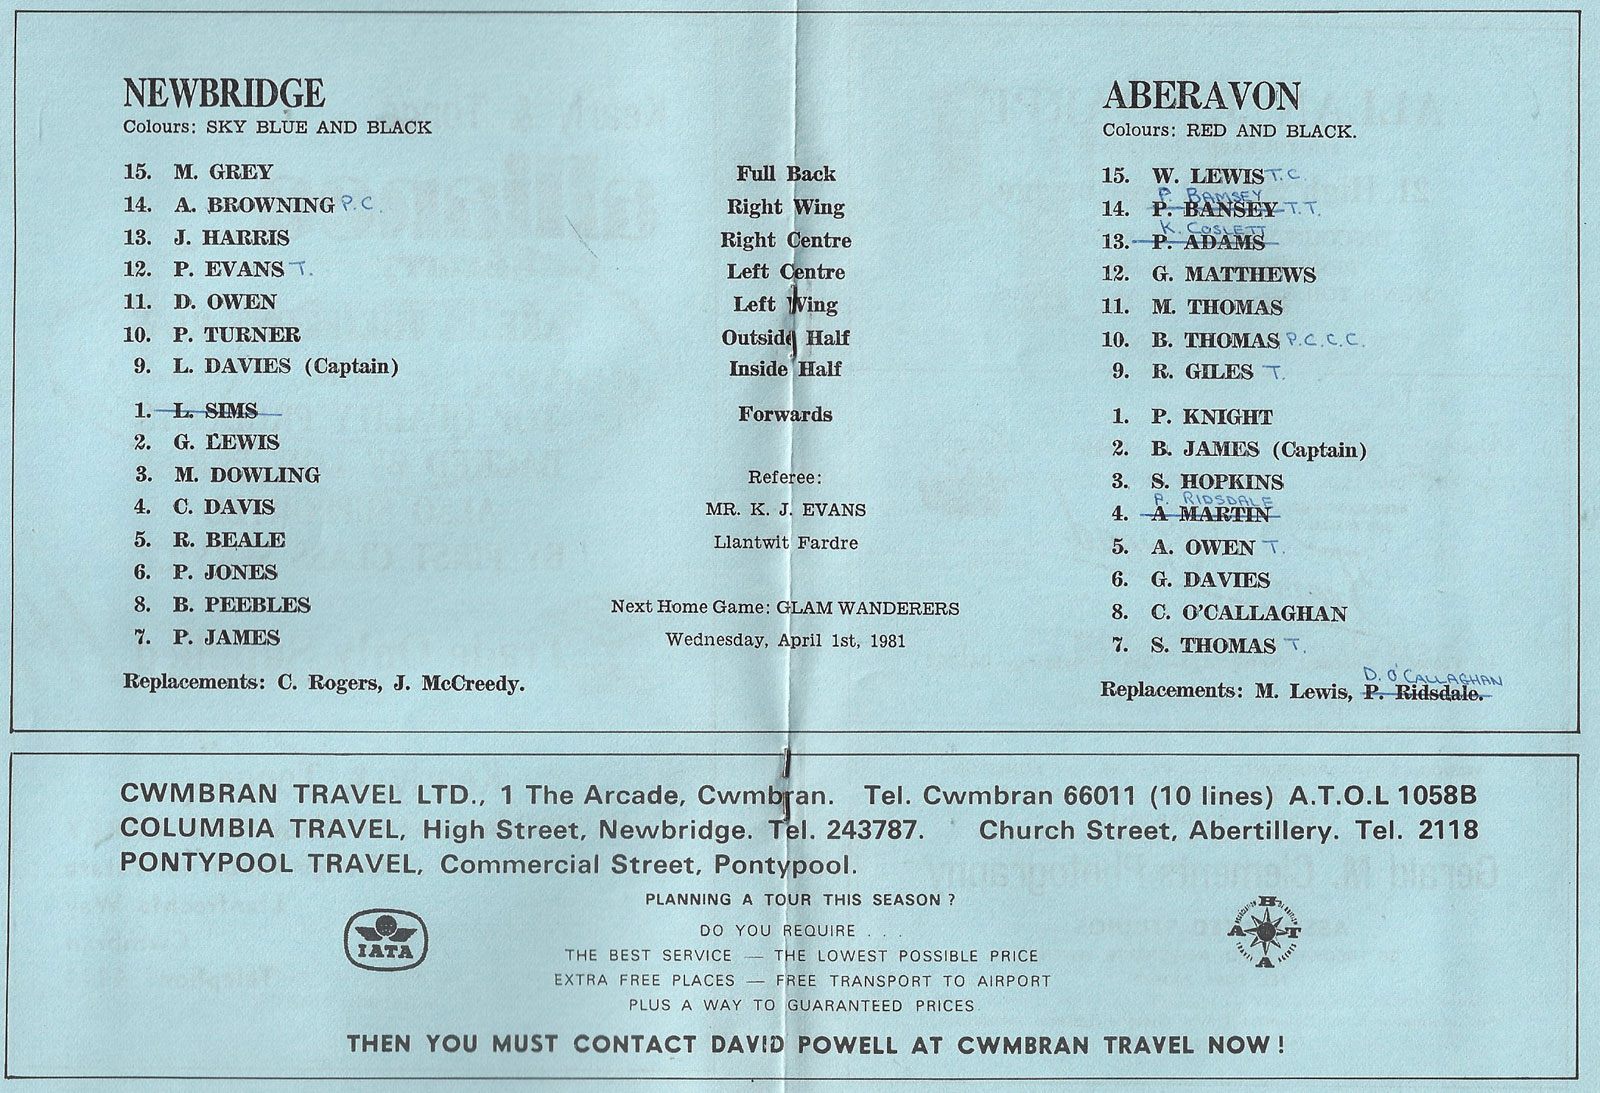 NEWBRIDGE
Colours: SKY BLUE AND BLACK
15. M. GREY
14. A. BROWNING P.C.
13. J. HARRIS
12. P. EVANS T.
11. D. OWEN
10. P. TURNER
9. L. DAVIES (Captain)
1. L. SIMS
2. G. LEWIS
3. M. DOWLING
4. C. DAVIS
5. R. BEALE
6. P. JONES
8. B. PEEBLES
7. P. JAMES
Replacements: C. Rogers, J. McCreedy.
Full Back
Right Wing
Right Centre
Left Centre
Left Wing
Outside Half
Inside Half
Forwards
Referee:
MR. K. J. EVANS
Llantwit Fardre
Next Home Game: GLAM WANDERERS
Wednesday, April 1st, 1981
ABERAVON
Colours: RED AND BLACK.
15. W. LEWIS T.C.
P. BAMSEY
14. P. BANSEY T.T.
K. COSLETT
13. P. ADAMS
12. G. MATTHEWS
11. M. THOMAS
10. B. THOMAS P.C.C.C.
9. R. GILES T.
1. P. KNIGHT
2. B. JAMES (Captain)
3. S. HOPKINS
P. RIDSDALE
4. A MARTIN
5. A. OWEN T.
6. G. DAVIES
8. C. O'CALLAGHAN
7. S. THOMAS T.
D. O'CALLAGHAN
Replacements: M. Lewis, P. Ridsdale.
CWMBRAN TRAVEL LTD., 1 The Arcade, Cwmbran. Tel. Cwmbran 66011 (10 lines) A.T.O.L 1058B
COLUMBIA TRAVEL, High Street, Newbridge. Tel. 243787. Church Street, Abertillery. Tel. 2118
PONTYPOOL TRAVEL, Commercial Street, Pontypool.
PLANNING A TOUR THIS SEASON ?
DO YOU REQUIRE . . .
THE BEST SERVICE — THE LOWEST POSSIBLE PRICE
EXTRA FREE PLACES — FREE TRANSPORT TO AIRPORT
PLUS A WAY TO GUARANTEED PRICES
IATA
ABTA
THEN YOU MUST CONTACT DAVID POWELL AT CWMBRAN TRAVEL NOW !